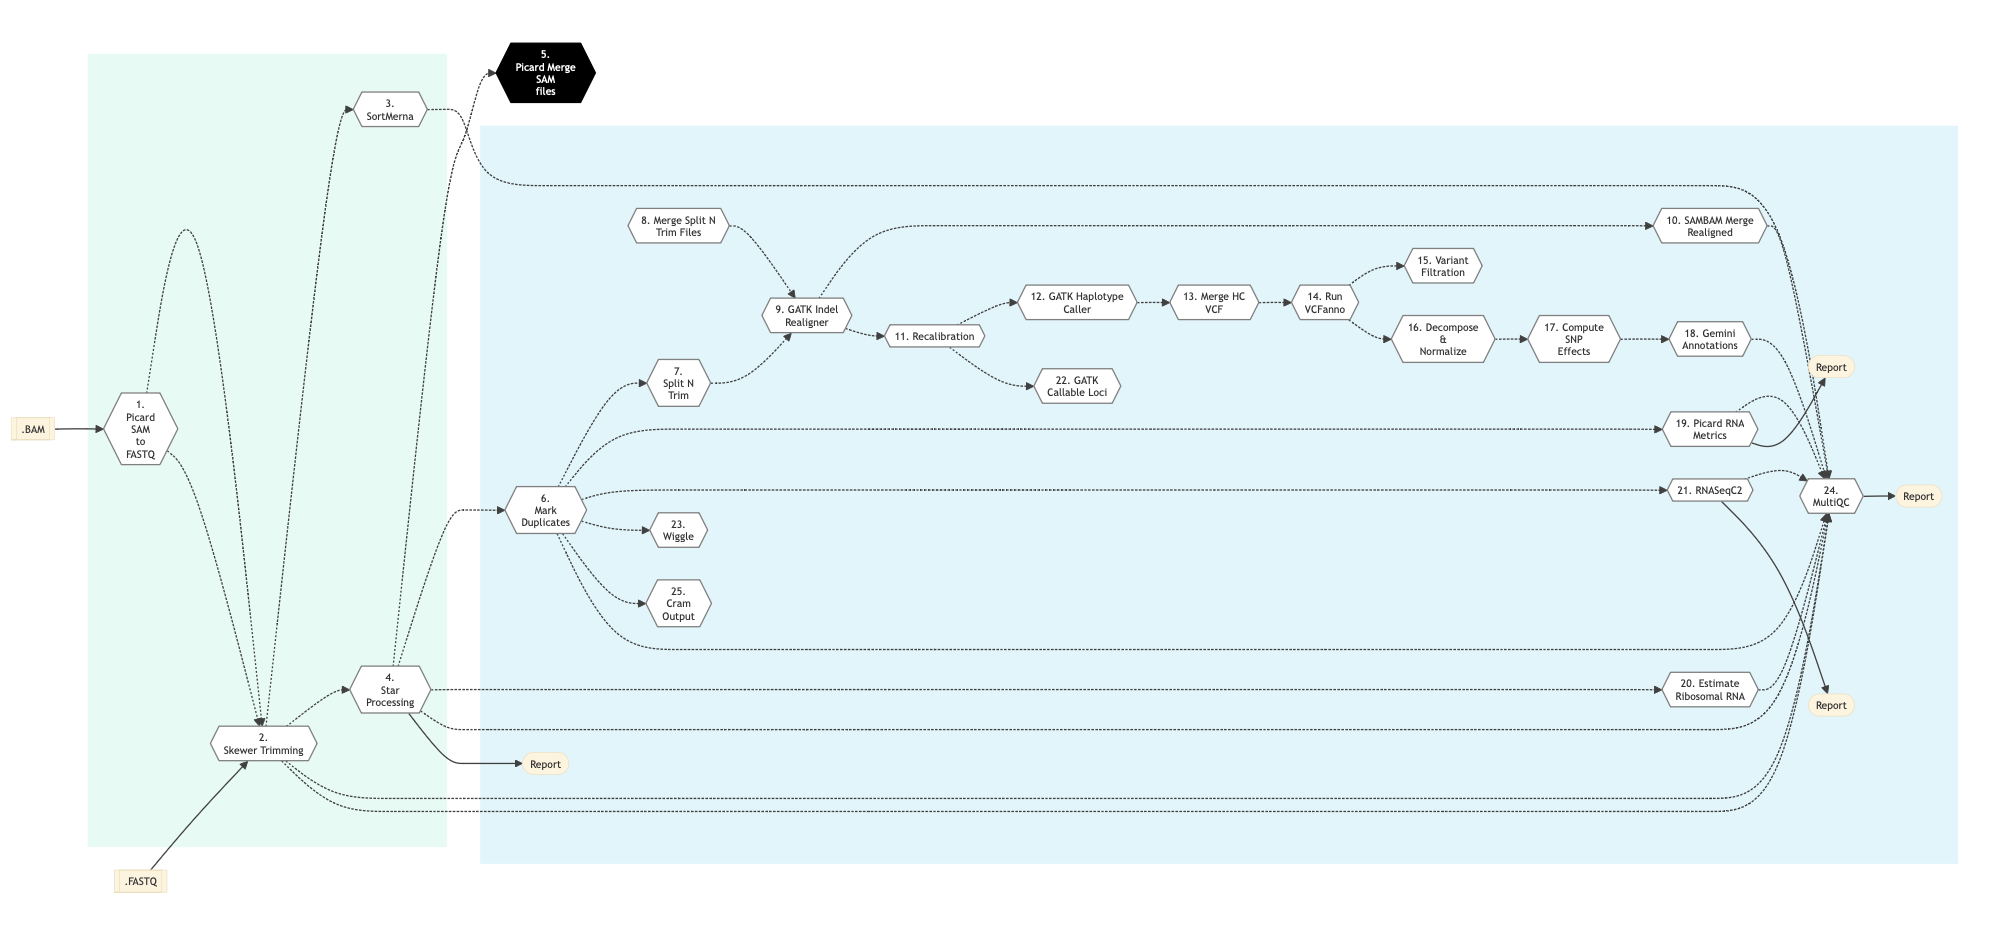 5.
Picard Merge
SAM
files
3.
SortMerna
8. Merge Split N
Trim Files
10. SAMBAM Merge
Realigned
15. Variant
Filtration
9. GATK Indel
Realigner
11. Recalibration
12. GATK Haplotype
Caller
13. Merge HC
VCF
14. Run
VCFanno
16. Decompose
&
Normalize
17. Compute
SNP
Effects
18. Gemini
Annotations
Report
7.
Split N
Trim
22. GATK
Callable Loci
1.
Picard
SAM
to
FASTQ
.BAM
19. Picard RNA
Metrics
6.
Mark
Duplicates
21. RNASeqC2
24.
MultiQC
Report
23.
Wiggle
25.
Cram
Output
4.
Star
Processing
20. Estimate
Ribosomal RNA
Report
2.
Skewer Trimming
Report
.FASTQ